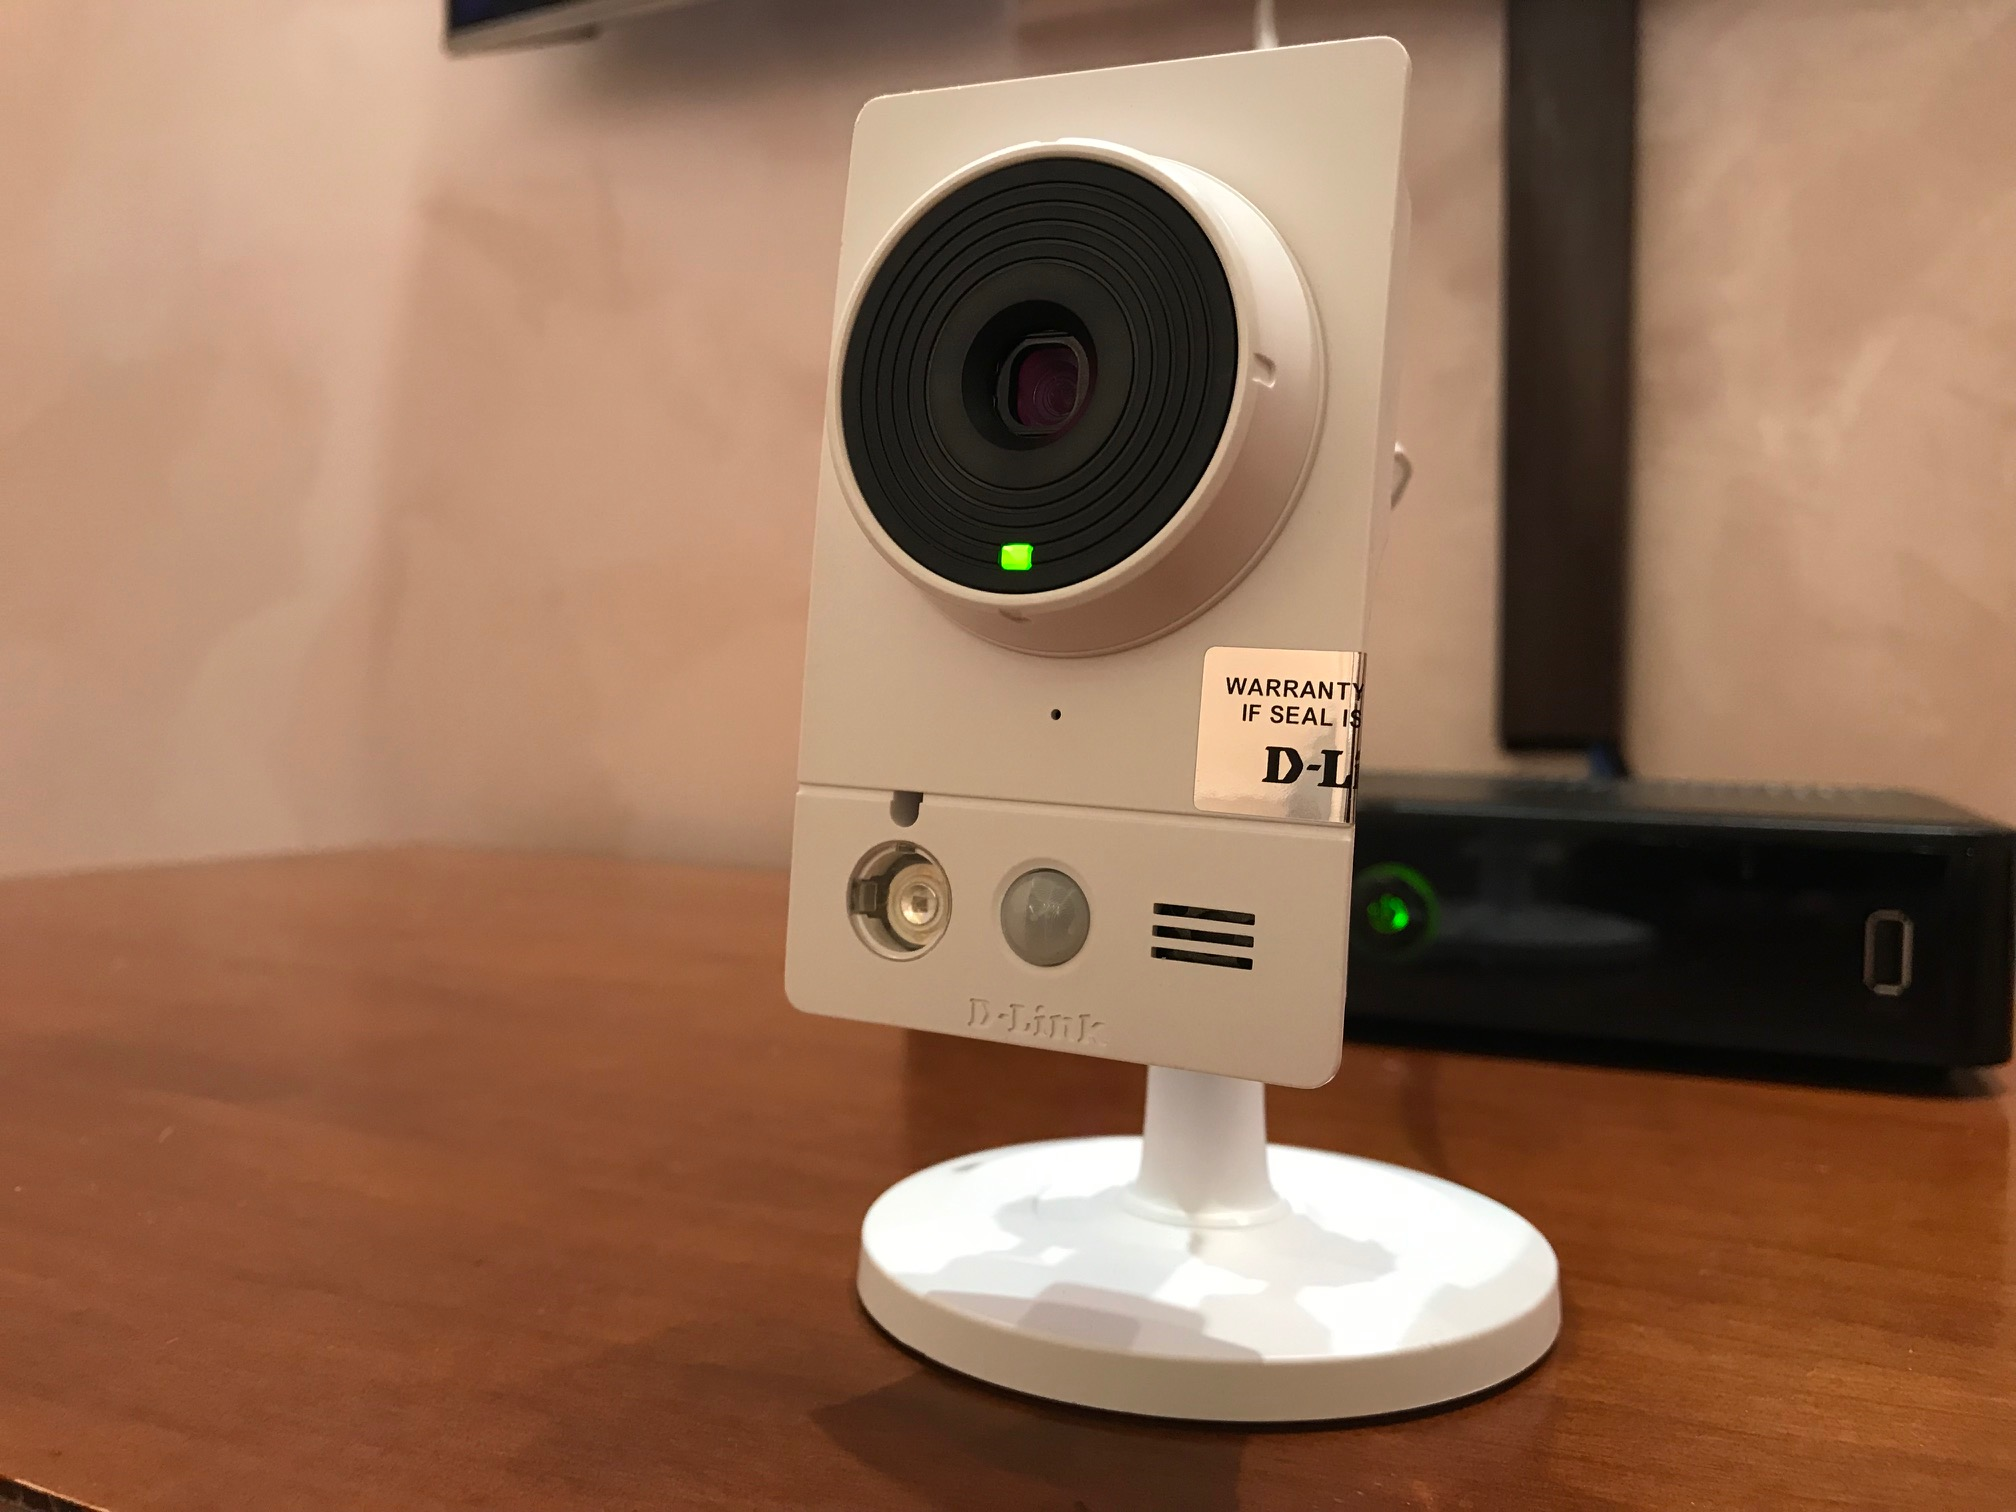 WARRANTY
IF SEAL IS
D-L
D-Link